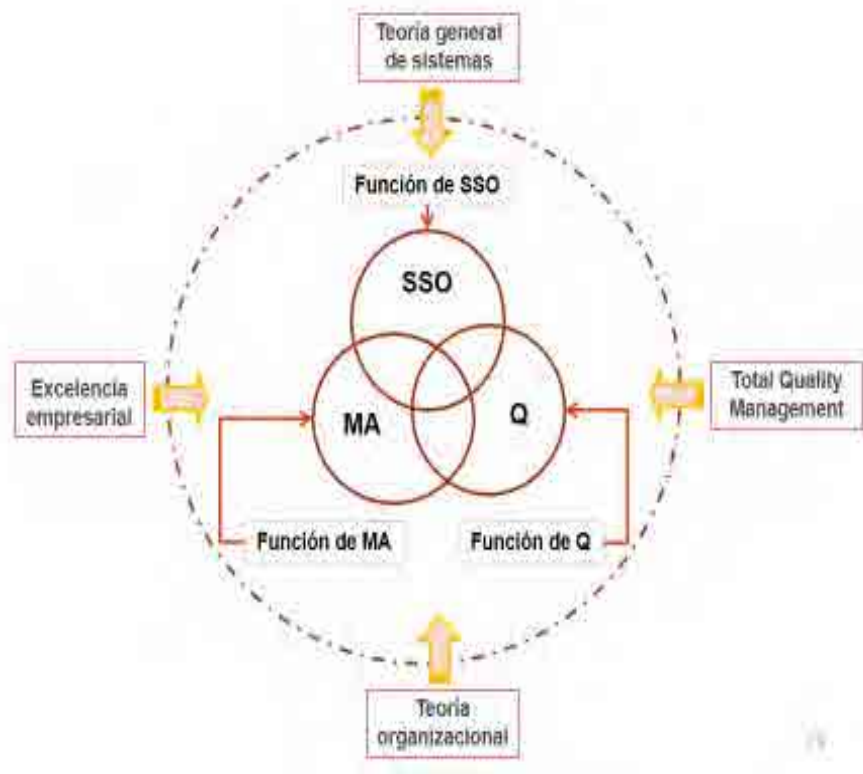 Teoría general
de sistemas
Función de SSO
SSO
Excelencia
empresarial
Total Quality
Management
MA
Q
Función de MA
Función de Q
Teoría
organizacional